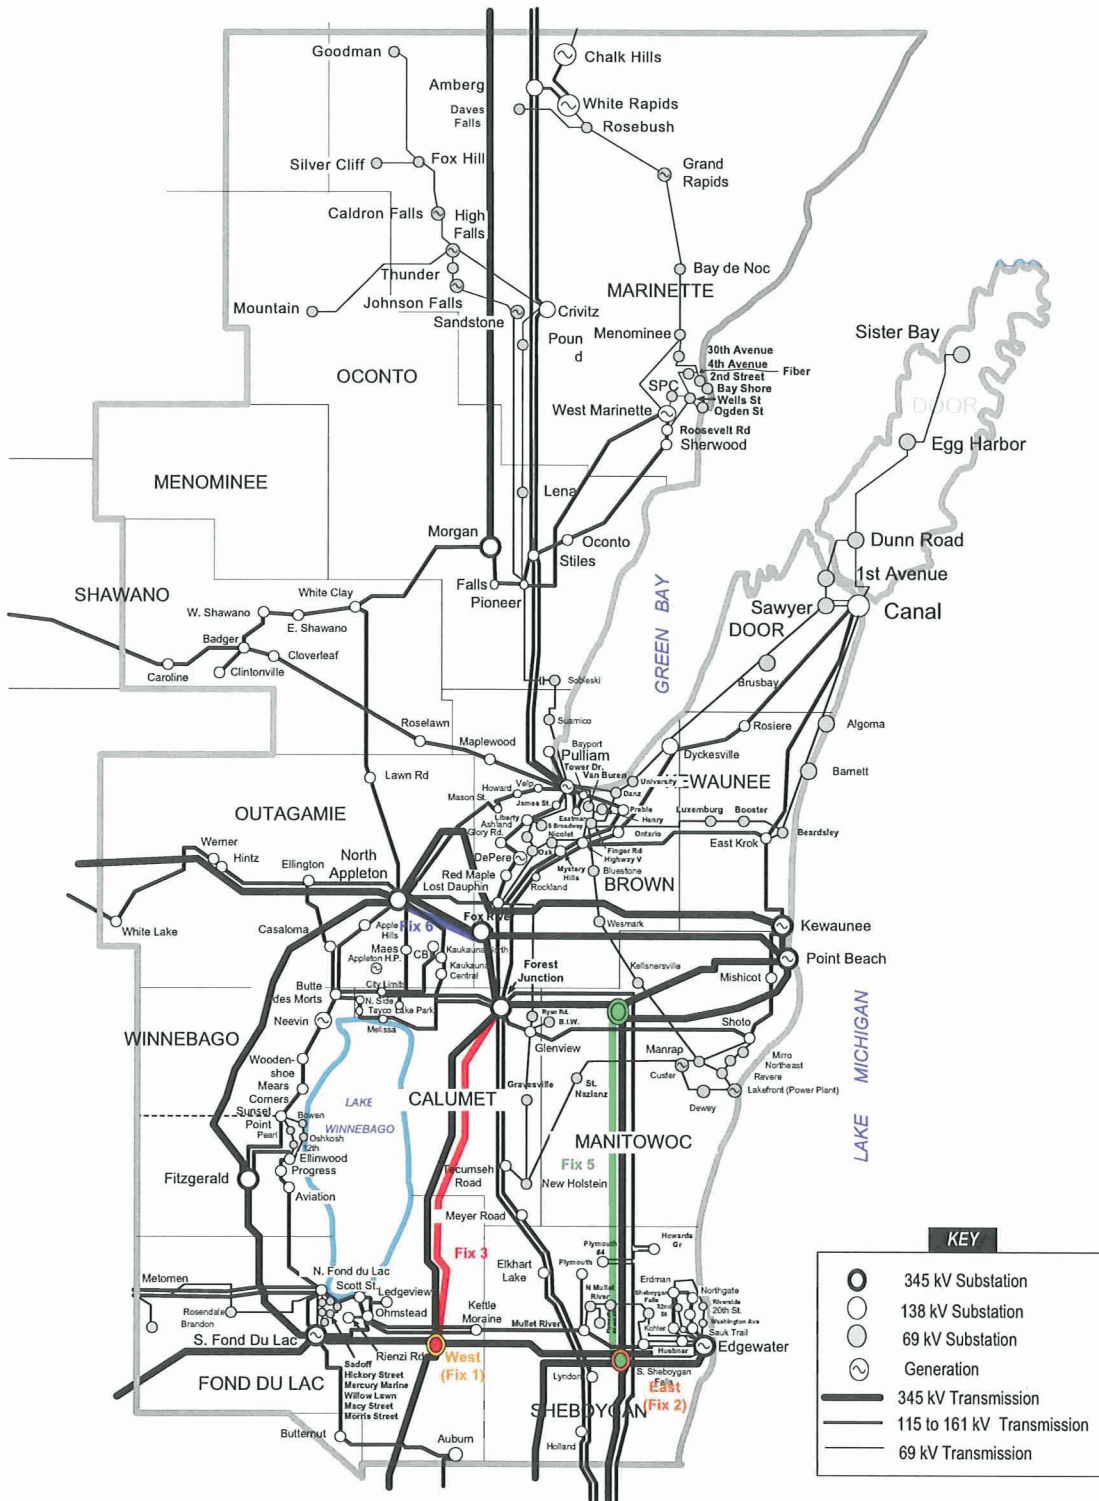 Goodman
Chalk Hills
Amberg
Daves
Falls
White Rapids
Rosebush
Silver Cliff
Fox Hill
Grand
Rapids
Caldron Falls
High
Falls
Thunder
Bay de Noc
Mountain
Johnson Falls
MARINETTE
Crivitz
Sandstone
Menominee
Poun
d
Sister Bay
30th Avenue
4th Avenue
Fiber
2nd Street
OCONTO
SPC
Bay Shore
Wells St
DOOR
West Marinette
Ogden St
Roosevelt Rd
Sherwood
Egg Harbor
MENOMINEE
Lena
Morgan
Oconto
Dunn Road
Stiles
1st Avenue
Falls
Pioneer
SHAWANO
White Clay
GREEN BAY
W. Shawano
E. Shawano
Sawyer
Canal
DOOR
Badger
Cloverleaf
Caroline
Clintonville
Brusbay
Sobieski
Suamico
Roselawn
Rosiere
Algoma
Maplewood
Bayport
Pulliam
Dyckesville
Tower Dr.
Van Buren
Lawn Rd
University
KEWAUNEE
Barnett
Howard
Velp
Danz
Mason St.
James St.
Preble
OUTAGAMIE
Liberty
Eastman
Henry
Luxemburg
Booster
Ashland
S Broadway
Glory Rd.
Nicolet
Ontario
Beardsley
East Krok
Werner
Hintz
Ellington
North
Appleton
DePere
Oak
Finger Rd
Highway V
Mystery
Hills
Bluestone
Red Maple
Lost Dauphin
Rockland
BROWN
White Lake
Casaloma
Apple
Hills
Fix 6
Fox River
Wesmark
Kewaunee
Maes
CBT
Kaukauna North
Appleton H.P.
Kaukauna
Central
Forest
Junction
Kellnersville
Point Beach
Mishicot
Butte
des Morts
City Limits
N. Side
Tayco
Lake Park
Neevin
Melissa
Ryan Rd.
B.I.W.
WINNEBAGO
Glenview
Shoto
LAKE MICHIGAN
Wooden-
shoe
Manrap
Mirro
Northeast
Custer
Revere
Mears
Corners
Gravesville
St.
Nazianz
Lakefront (Power Plant)
LAKE
WINNEBAGO
CALUMET
Dewey
Sunset
Point
Bowen
Pearl
Oshkosh
12th
MANITOWOC
Ellinwood
Progress
Tecumseh
Road
Fix 5
Fitzgerald
New Holstein
Aviation
Meyer Road
Fix 3
Plymouth
#4
Howards
Gr
KEY
N. Fond du Lac
Elkhart
Lake
Plymouth
345 kV Substation
Metomen
Scott St.
Ledgeview
Erdman
Northgate
N Mullet
River
Sheboygan
Falls
Riverside
20th St.
Rosendale
Brandon
Ohmstead
Kettle
Moraine
32nd
Washington Ave
138 kV Substation
Mullet River
Kohler
Sauk Trail
S. Fond Du Lac
Edgewater
69 kV Substation
Rienzi Rd
West
(Fix 1)
Husbnar
Sadoff
Hickory Street
S. Sheboygan
Falls
Generation
FOND DU LAC
Mercury Marine
Lyndon
East
(Fix 2)
Willow Lawn
345 kV Transmission
Macy Street
Morris Street
SHEBOYGAN
115 to 161 kV Transmission
Butternut
Auburn
Holland
69 kV Transmission